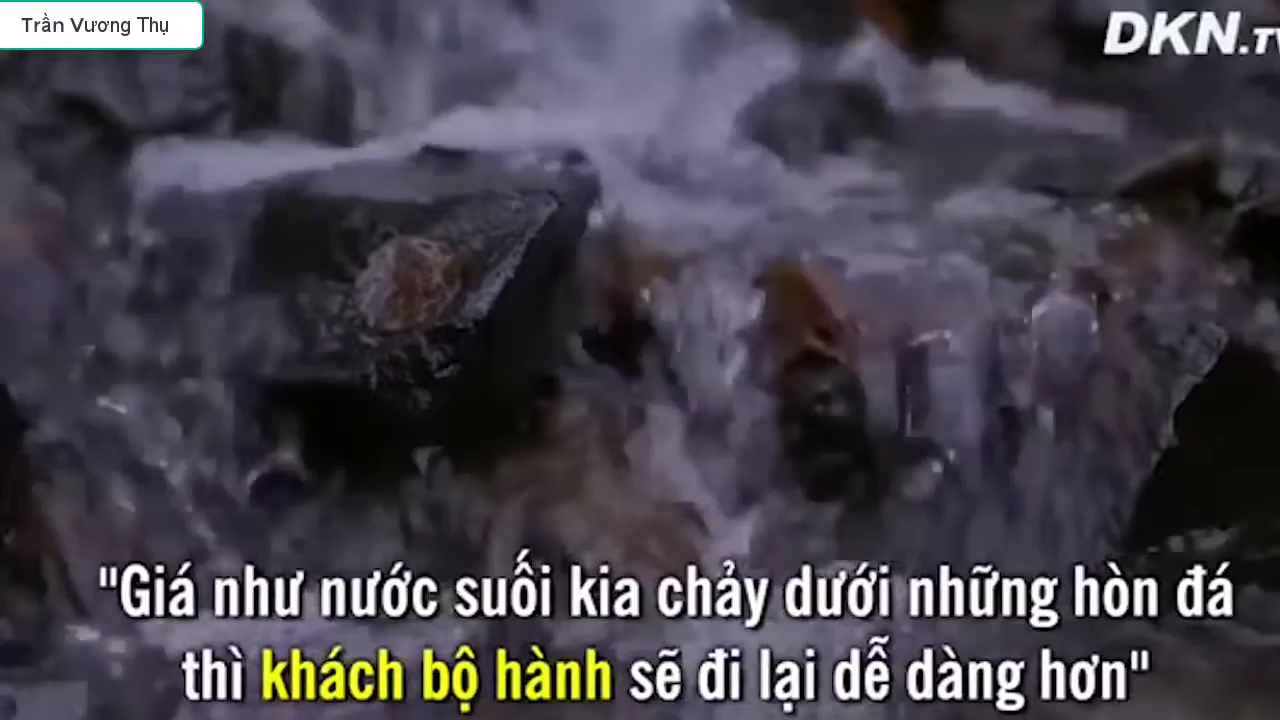 Trần Vương Thụ
DKN.TV
"Giá như nước suối kia chảy dưới những hòn đá
thì khách bộ hành sẽ đi lại dễ dàng hơn"